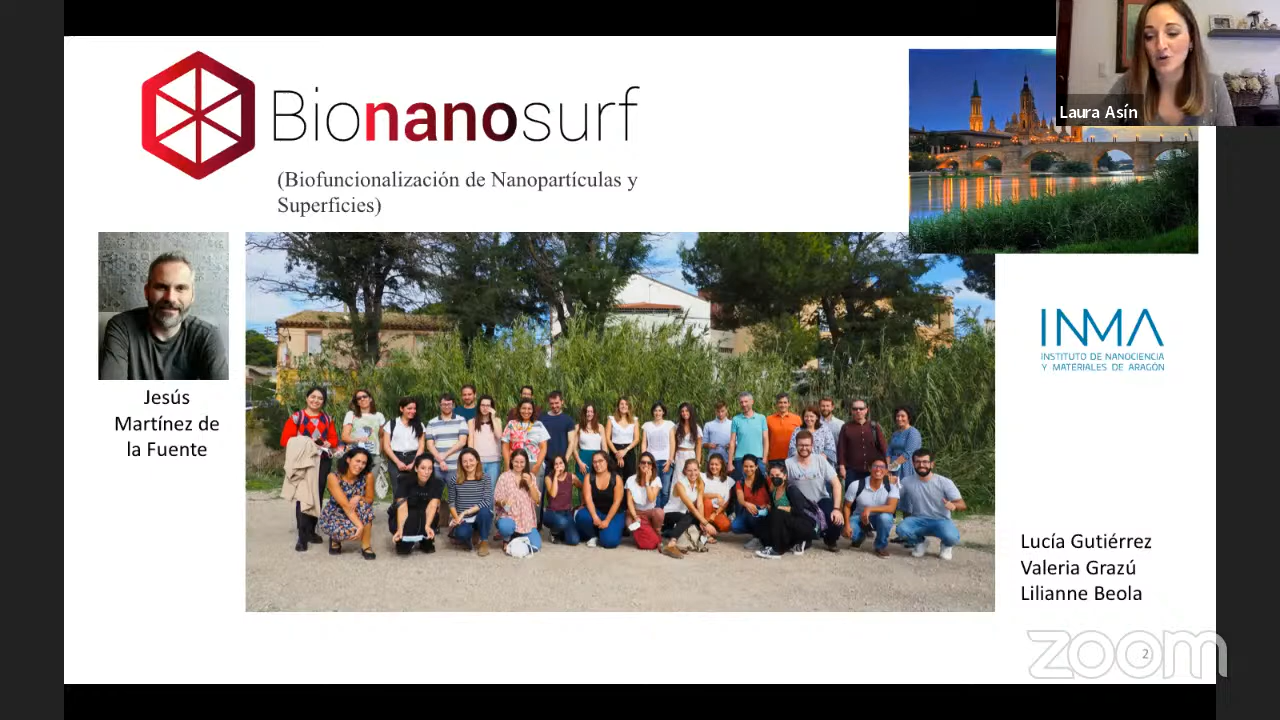 Bionanosurf
(Biofuncionalización de Nanopartículas y
Superficies)
Laura Asín
Jesús
Martínez de
la Fuente
INMA
INSTITUTO DE NANOCIENCIA
Y MATERIALES DE ARAGÓN
Lucía Gutiérrez
Valeria Grazú
Lilianne Beola
zoom
2